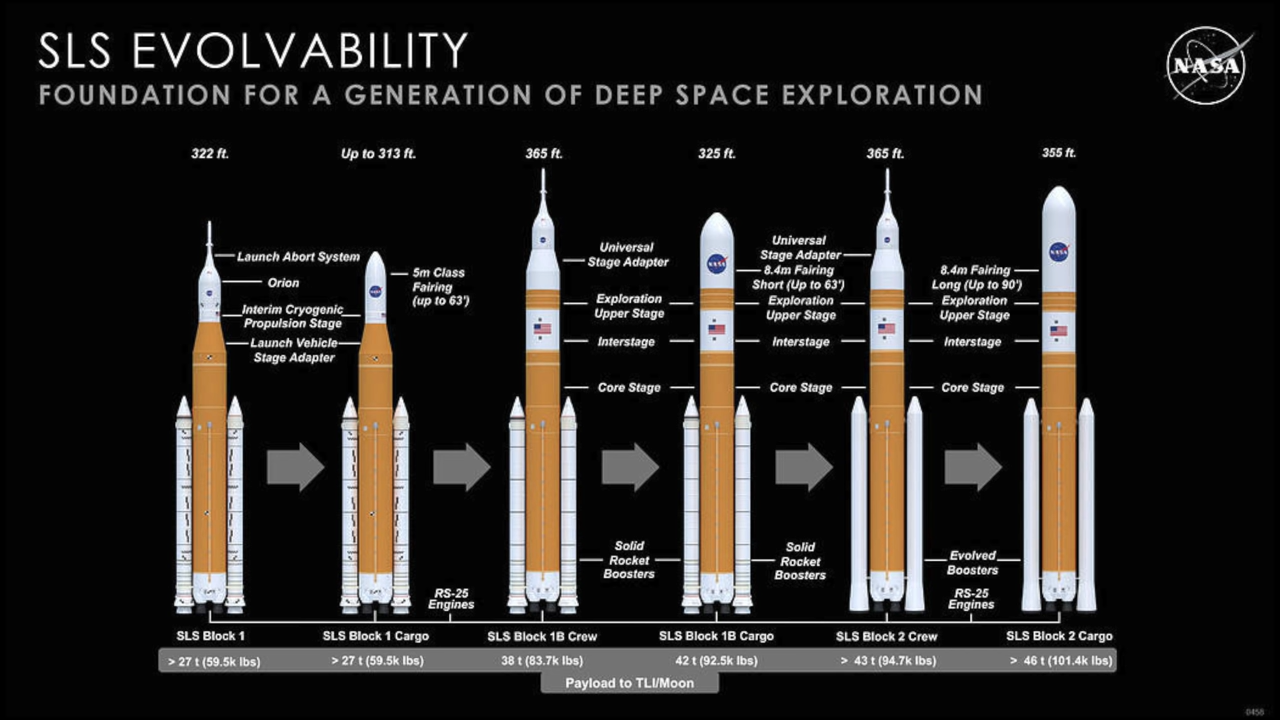 SLS EVOLVABILITY
FOUNDATION FOR A GENERATION OF DEEP SPACE EXPLORATION
NASA
322 ft.
Up to 313 ft.
365 ft.
325 ft.
365 ft.
355 ft.
Launch Abort System
Orion
Interim Cryogenic
Propulsion Stage
Launch Vehicle
Stage Adapter
5m Class
Fairing
(up to 63')
Universal
Stage Adapter
Exploration
Upper Stage
Interstage
Core Stage
Solid
Rocket
Boosters
NASA
Universal
Stage Adapter
8.4m Fairing
Short (Up to 63')
Exploration
Upper Stage
Interstage
Core Stage
Solid
Rocket
Boosters
8.4m Fairing
Long (Up to 90')
Exploration
Upper Stage
Interstage
Core Stage
Evolved
Boosters
NASA
RS-25
Engines
RS-25
Engines
SLS Block 1
SLS Block 1 Cargo
SLS Block 1B Crew
SLS Block 1B Cargo
SLS Block 2 Crew
SLS Block 2 Cargo
> 27 t (59.5k lbs)
> 27 t (59.5k lbs)
38 t (83.7k lbs)
42 t (92.5k lbs)
> 43 t (94.7k lbs)
> 46 t (101.4k lbs)
Payload to TLI/Moon
0458